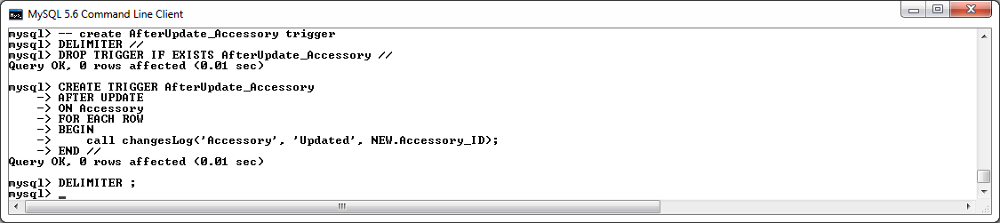 MySQL 5.6 Command Line Client
mysql> -- create AfterUpdate_Accessory trigger
mysql> DELIMITER //
mysql> DROP TRIGGER IF EXISTS AfterUpdate_Accessory //
Query OK, 0 rows affected (0.01 sec)
mysql> CREATE TRIGGER AfterUpdate_Accessory
    -> AFTER UPDATE
    -> ON Accessory
    -> FOR EACH ROW
    -> BEGIN
    ->     call changesLog('Accessory', 'Updated', NEW.Accessory_ID);
    -> END //
Query OK, 0 rows affected (0.01 sec)
mysql> DELIMITER ;
mysql> _